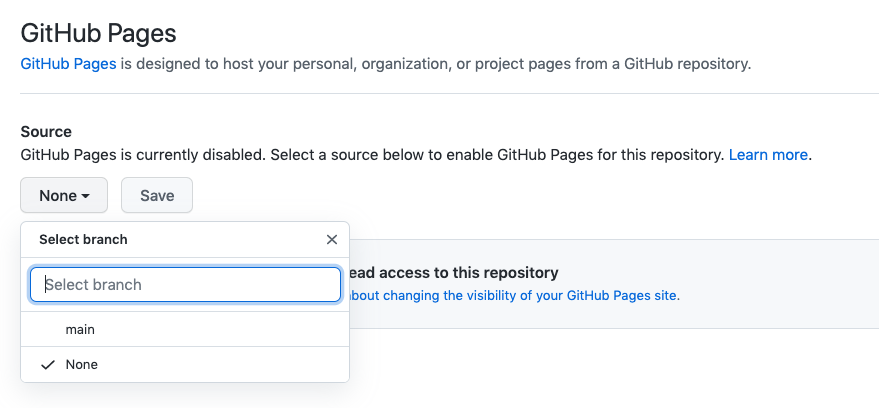 GitHub Pages
GitHub Pages is designed to host your personal, organization, or project pages from a GitHub repository.
Source
GitHub Pages is currently disabled. Select a source below to enable GitHub Pages for this repository. Learn more.
None Save
Select branch
ead access to this repository
Select branch
about changing the visibility of your GitHub Pages site.
main
None